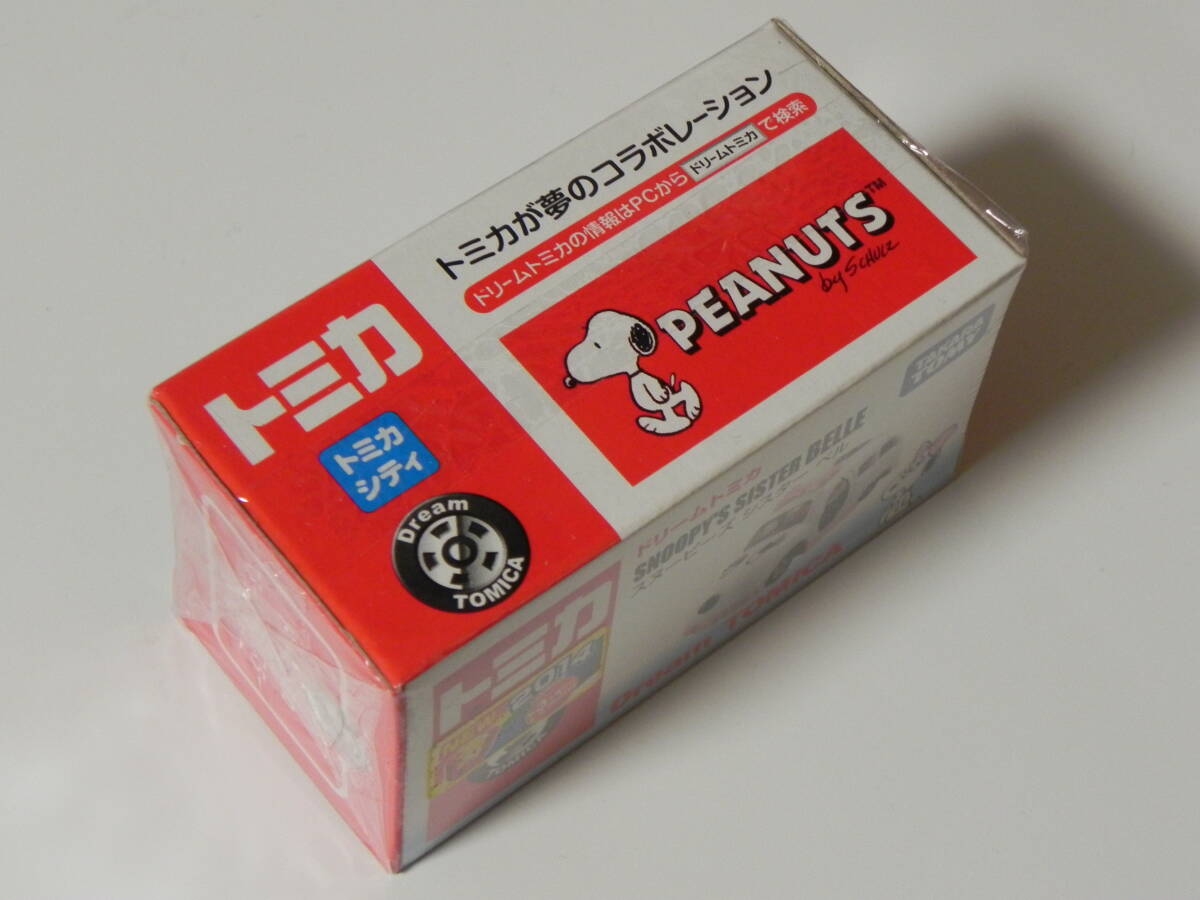 トミカが夢のコラボレーション
ドリームトミカの情報はPCから ドリームトミカ で検索
PEANUTS™
by SCHULZ
トミカ
トミカ
シティ
Dream
TOMICA
TAKARA
TOMY
ドリームトミカ
SNOOPY'S SISTER BELLE
スヌーピーズ シスター ベル
Dream TOMICA
トミカ
NEW
2014
TOMICA